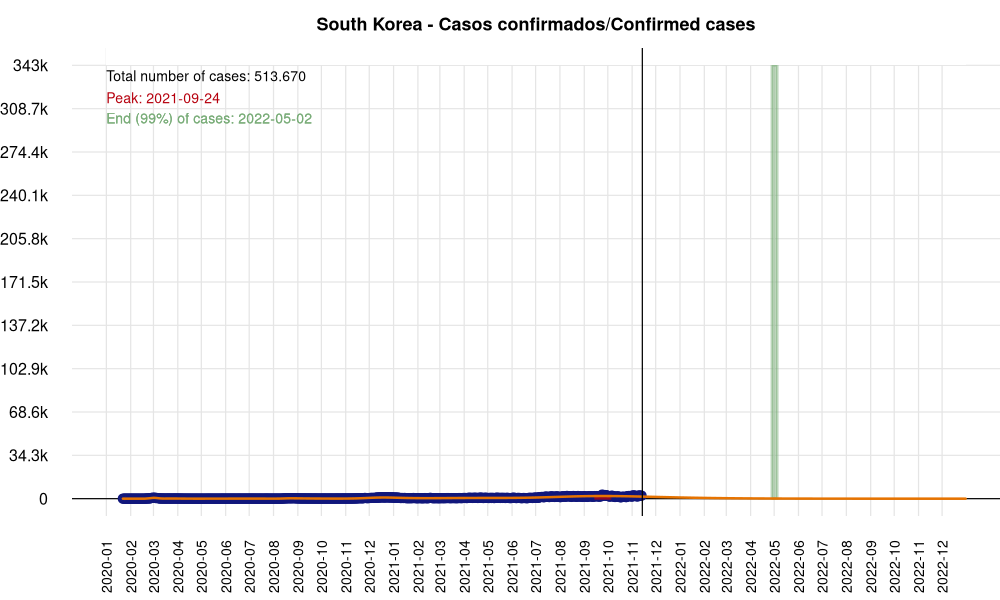 South Korea - Casos confirmados/Confirmed cases
343k
308.7k
274.4k
240.1k
205.8k
171.5k
137.2k
102.9k
68.6k
34.3k
0
Total number of cases: 513.670
Peak: 2021-09-24
End (99%) of cases: 2022-05-02
2020-01
2020-02
2020-03
2020-04
2020-05
2020-06
2020-07
2020-08
2020-09
2020-10
2020-11
2020-12
2021-01
2021-02
2021-03
2021-04
2021-05
2021-06
2021-07
2021-08
2021-09
2021-10
2021-11
2021-12
2022-01
2022-02
2022-03
2022-04
2022-05
2022-06
2022-07
2022-08
2022-09
2022-10
2022-11
2022-12